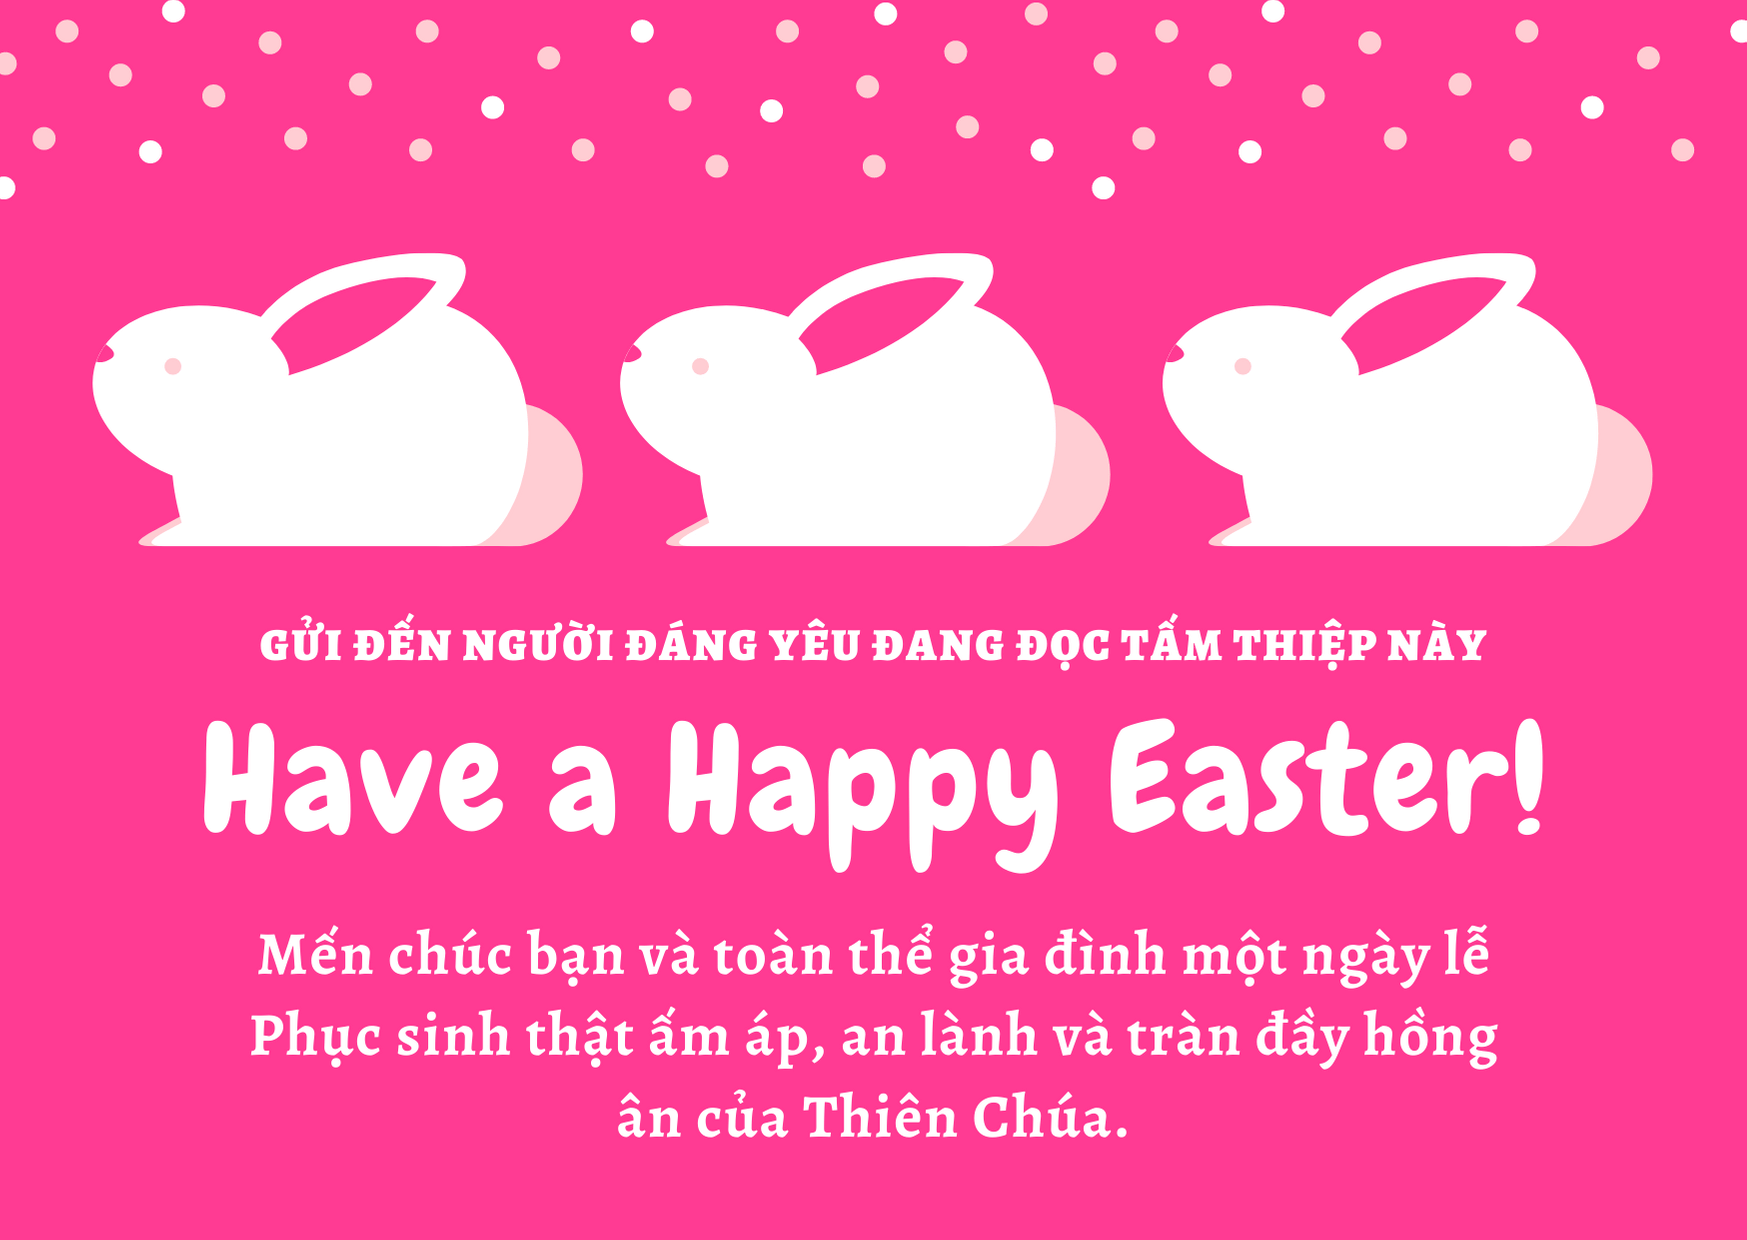 GỬI ĐẾN NGƯỜI ĐÁNG YÊU ĐANG ĐỌC TẤM THIỆP NÀY
Have a Happy Easter!
Mến chúc bạn và toàn thể gia đình một ngày lễ
Phục sinh thật ấm áp, an lành và tràn đầy hồng
ân của Thiên Chúa.